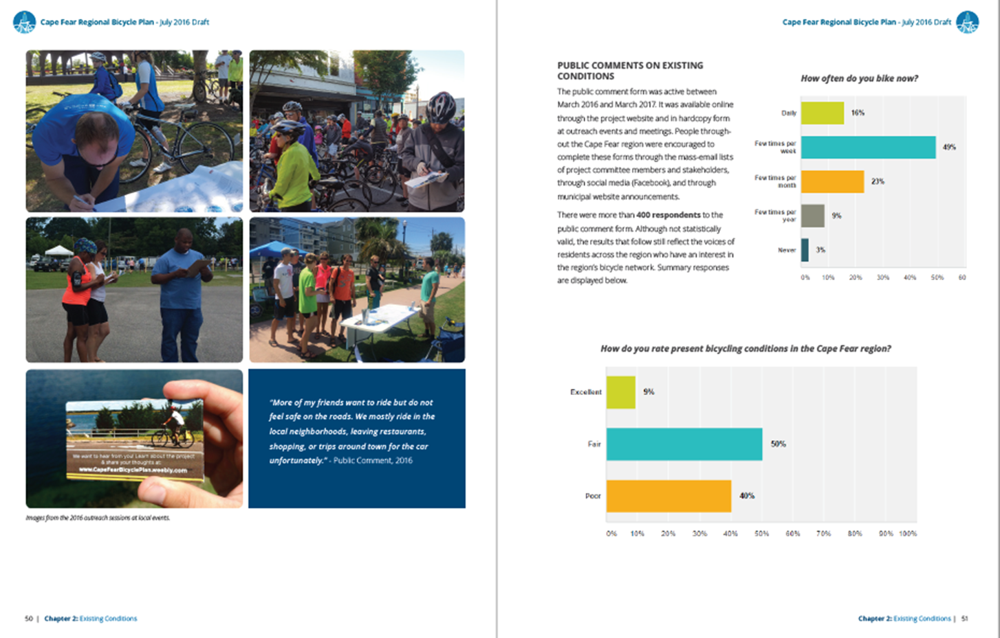 Cape Fear Regional Bicycle Plan - July 2016 Draft
We want to hear from you! Learn about the project
& share your thoughts at:
www.CapeFearBicyclePlan.weebly.com
"More of my friends want to ride but do not
feel safe on the roads. We mostly ride in the
local neighborhoods, leaving restaurants,
shopping, or trips around town for the car
unfortunately." - Public Comment, 2016
Images from the 2016 outreach sessions at local events.
50 | Chapter 2: Existing Conditions
Cape Fear Regional Bicycle Plan - July 2016 Draft
PUBLIC COMMENTS ON EXISTING
CONDITIONS
The public comment form was active between
March 2016 and March 2017. It was available online
through the project website and in hardcopy form
at outreach events and meetings. People through-
out the Cape Fear region were encouraged to
complete these forms through the mass-email lists
of project committee members and stakeholders,
through social media (Facebook), and through
municipal website announcements.
There were more than 400 respondents to the
public comment form. Although not statistically
valid, the results that follow still reflect the voices of
residents across the region who have an interest in
the region's bicycle network. Summary responses
are displayed below.
How often do you bike now?
Daily 16%
Few times per
week 49%
Few times per
month 23%
Few times per
year 9%
Never 3%
0% 10% 20% 30% 40% 50% 60
How do you rate present bicycling conditions in the Cape Fear region?
Excellent 9%
Fair 50%
Poor 40%
0% 10% 20% 30% 40% 50% 60% 70% 80% 90% 100%
Chapter 2: Existing Conditions | 51